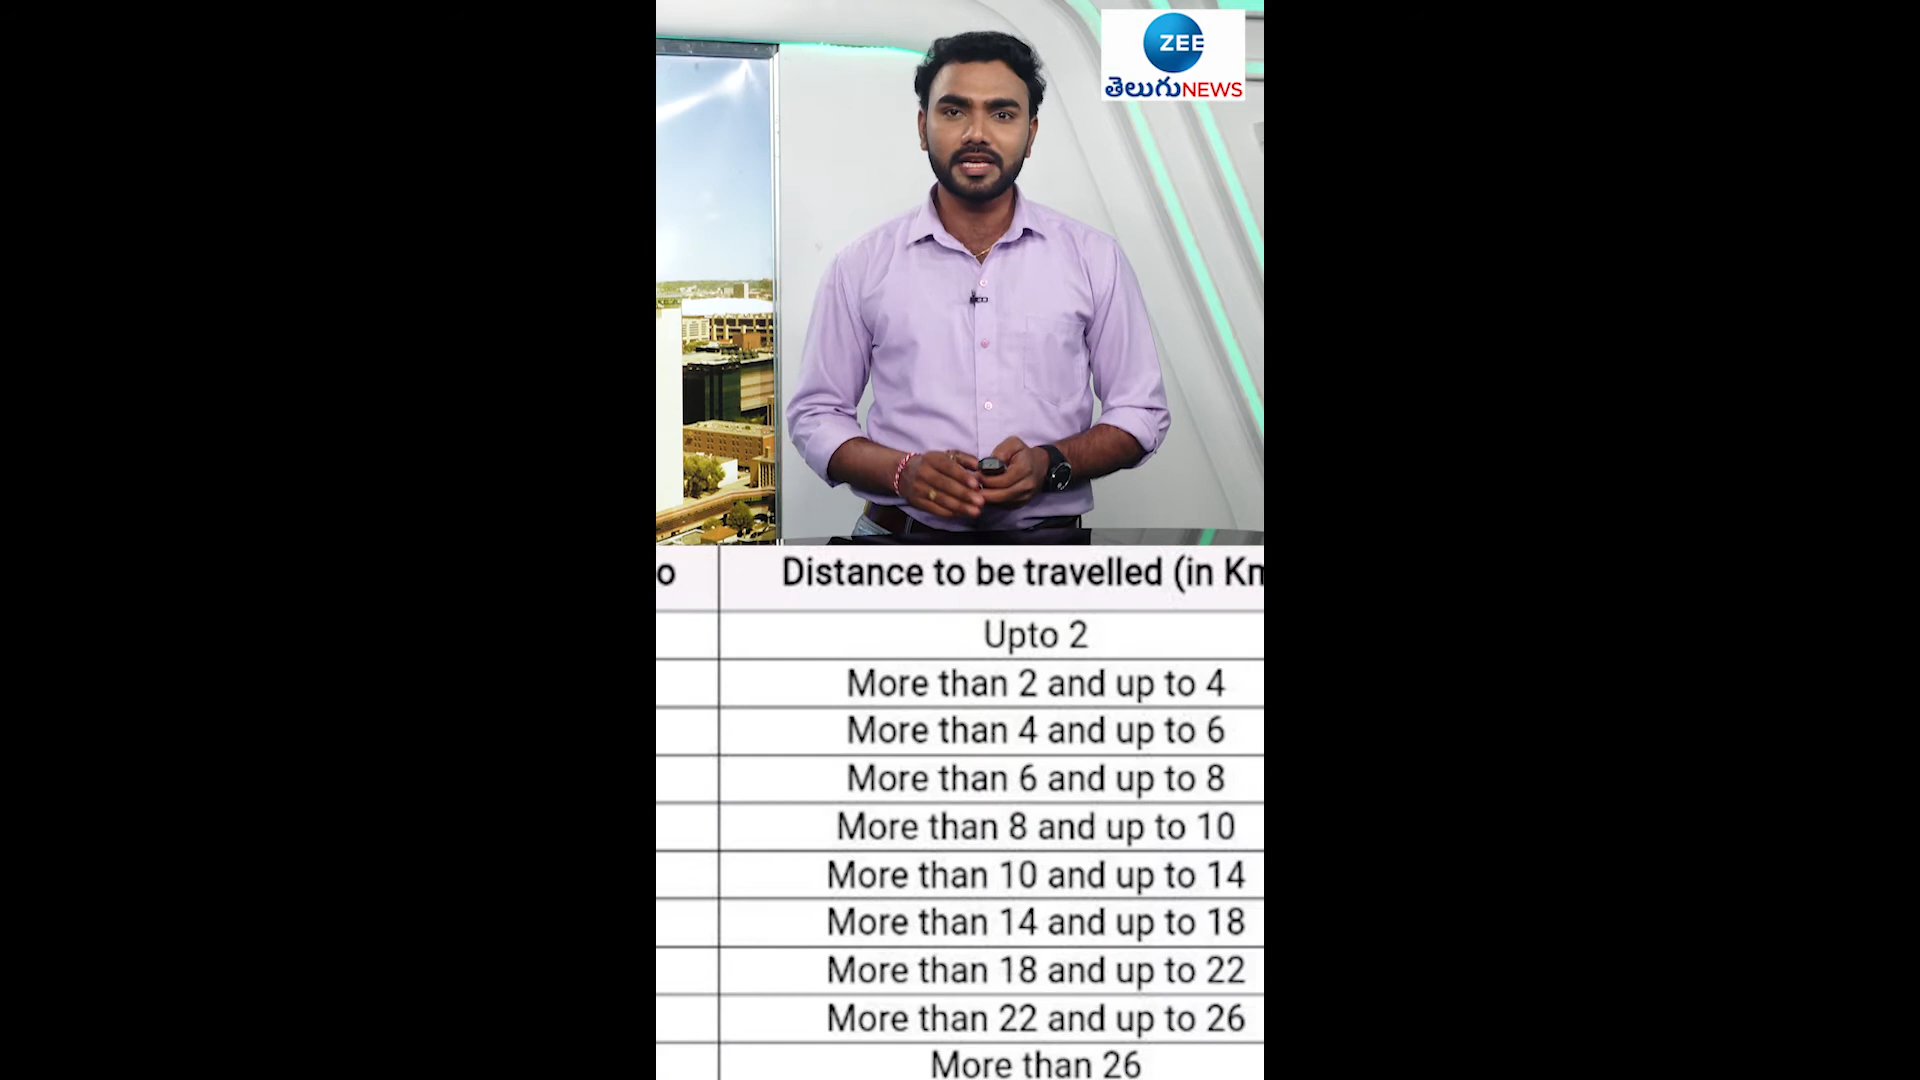 ZEE
తెలుగు NEWS
o
Distance to be travelled (in Km
Upto 2
More than 2 and up to 4
More than 4 and up to 6
More than 6 and up to 8
More than 8 and up to 10
More than 10 and up to 14
More than 14 and up to 18
More than 18 and up to 22
More than 22 and up to 26
More than 26